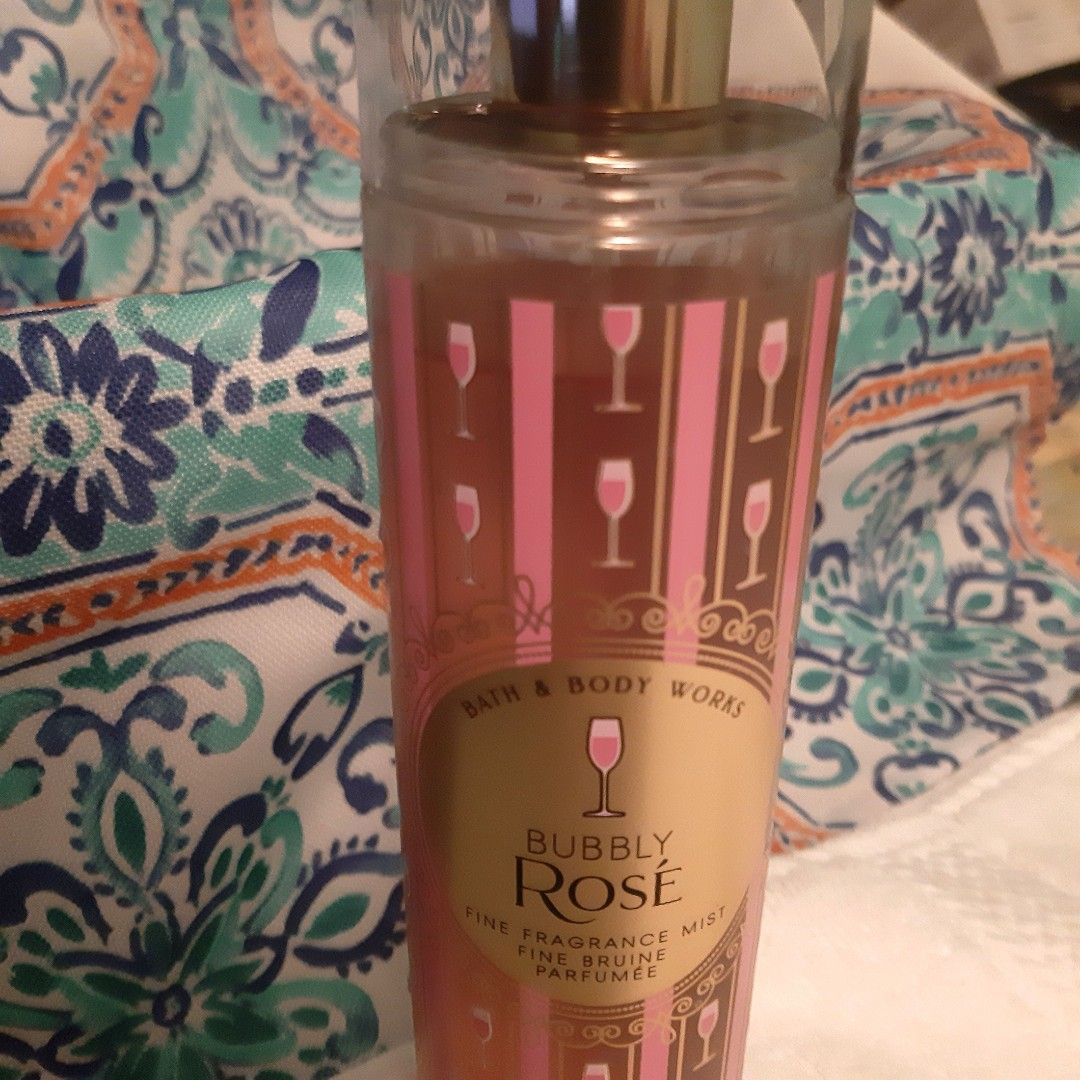 BATH & BODY WORKS
BUBBLY
ROSÉ
FINE FRAGRANCE MIST
FINE BRUINE
PARFUMÉE